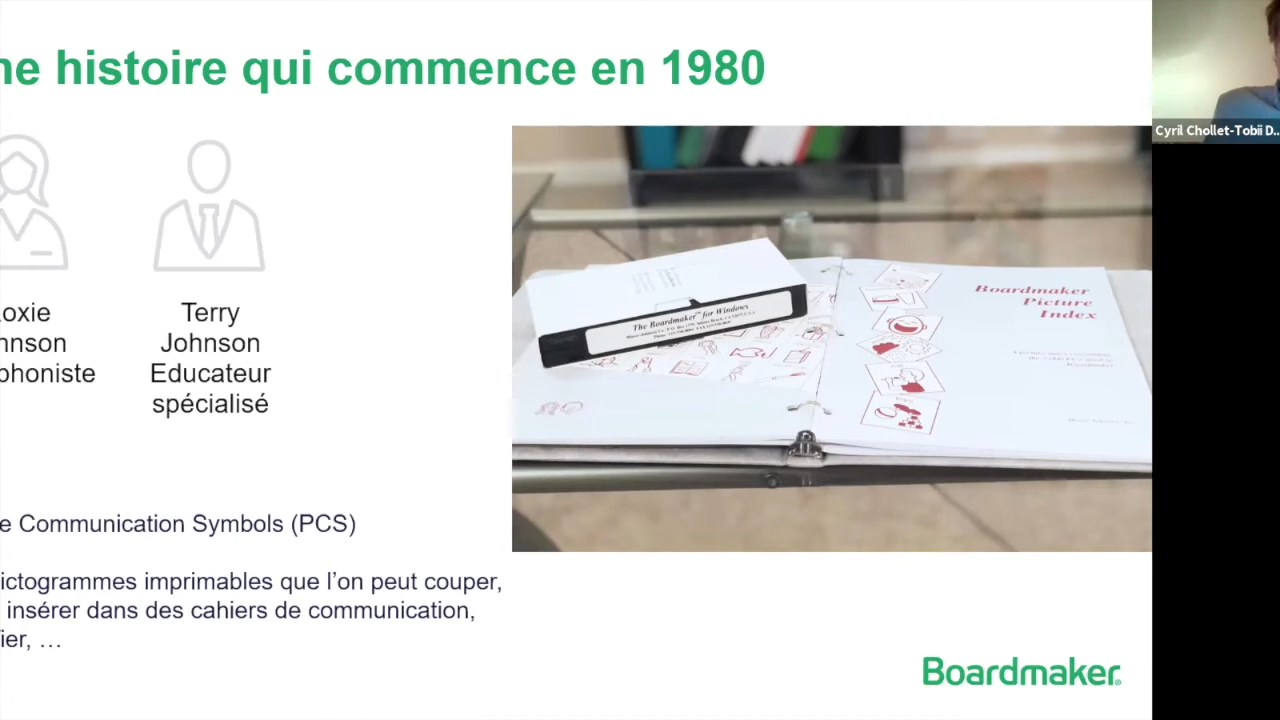 ne histoire qui commence en 1980
Cyril Chollet-Tobii D...
oxie
hnson
phoniste
Terry
Johnson
Educateur
spécialisé
The Boardmaker™ for Windows
Boardmaker
Picture
Index
e Communication Symbols (PCS)
ictogrammes imprimables que l'on peut couper,
insérer dans des cahiers de communication,
ier, …
Boardmaker